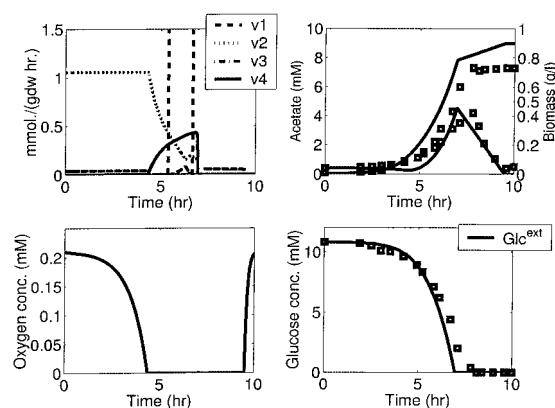 mmol./(gdw hr.)
1.5
1
0.5
0
0
5
10
Time (hr)
v1
v2
v3
v4
Acetate (mM)
10
8
6
4
2
0
0
5
10
Time (hr)
1
0.8
0.6
0.4
0.2
0
Biomass (g/l)
Oxygen conc. (mM)
0.2
0.15
0.1
0.05
0
0
5
10
Time (hr)
Glucose conc. (mM)
10
5
0
0
5
10
Time (hr)
Glc^ext